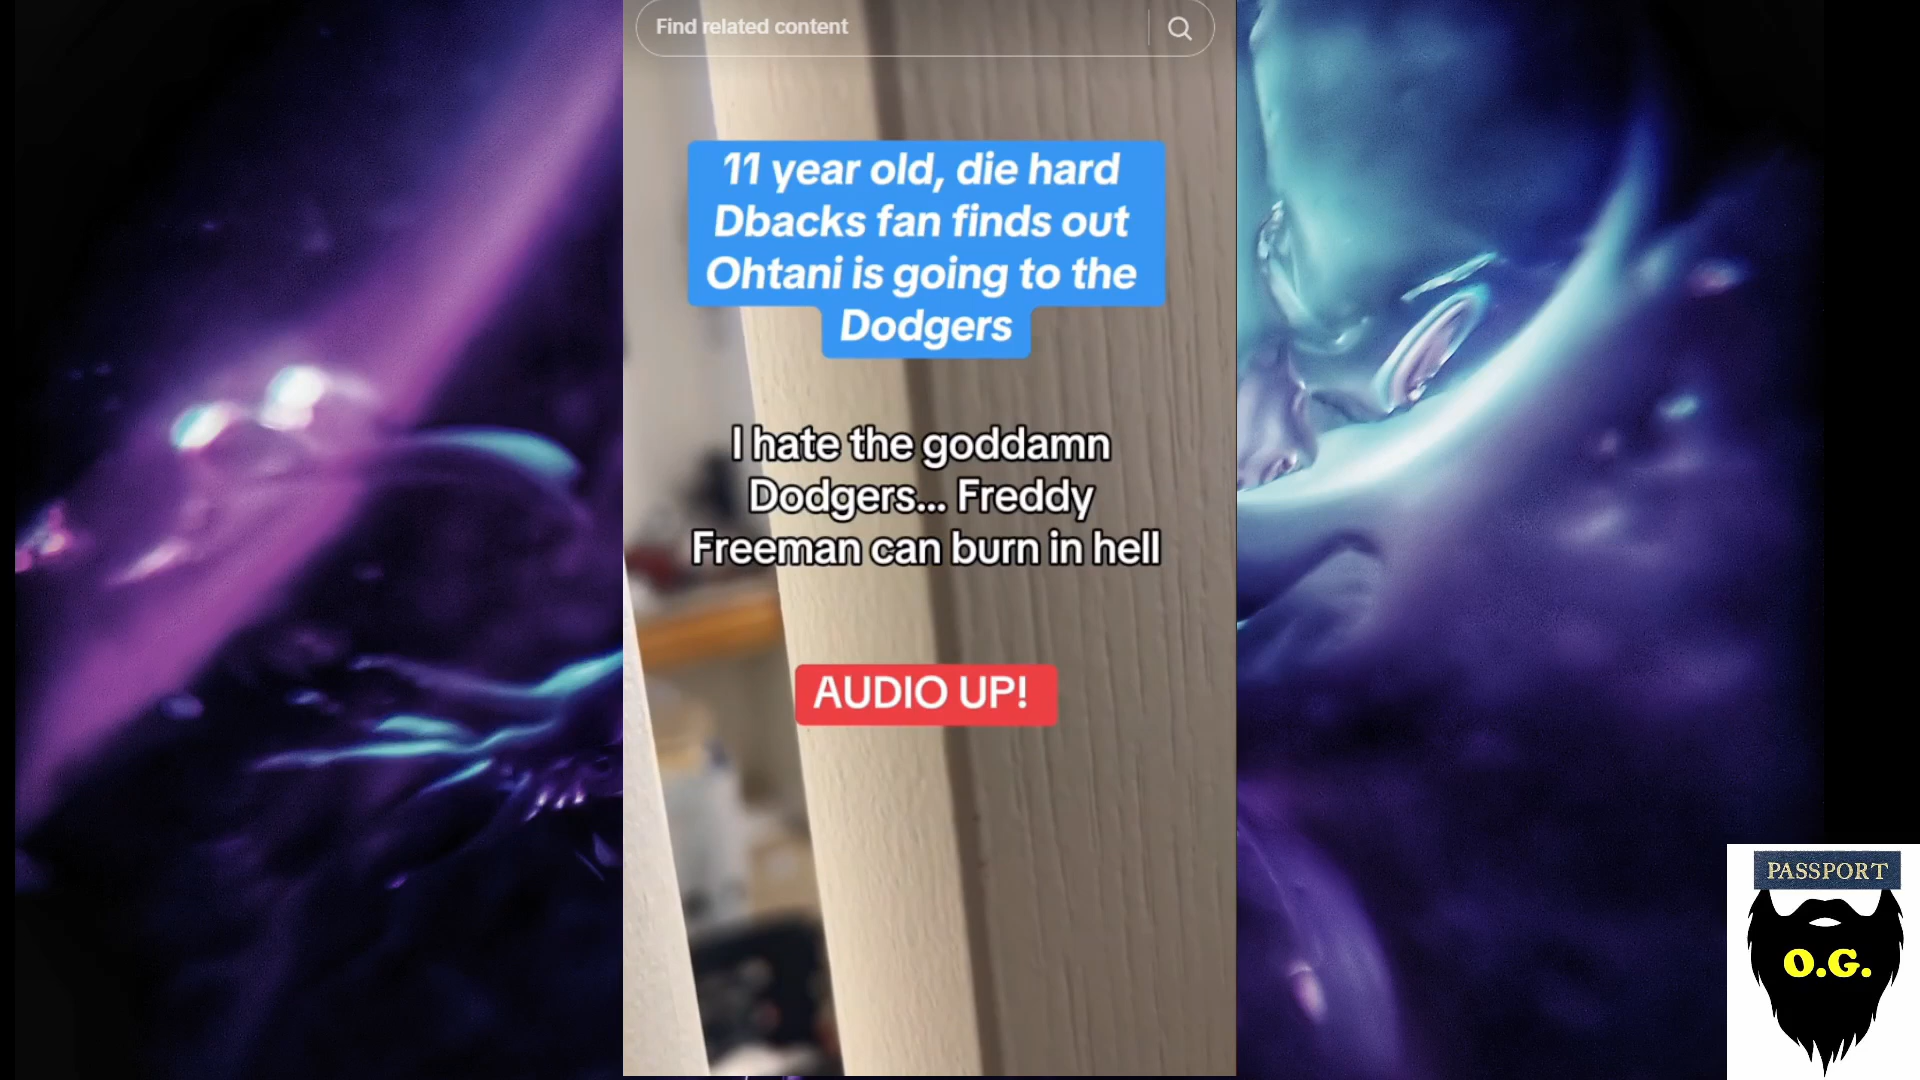 Find related content
11 year old, die hard
Dbacks fan finds out
Ohtani is going to the
Dodgers
I hate the goddamn
Dodgers... Freddy
Freeman can burn in hell
AUDIO UP!
PASSPORT
O.G.